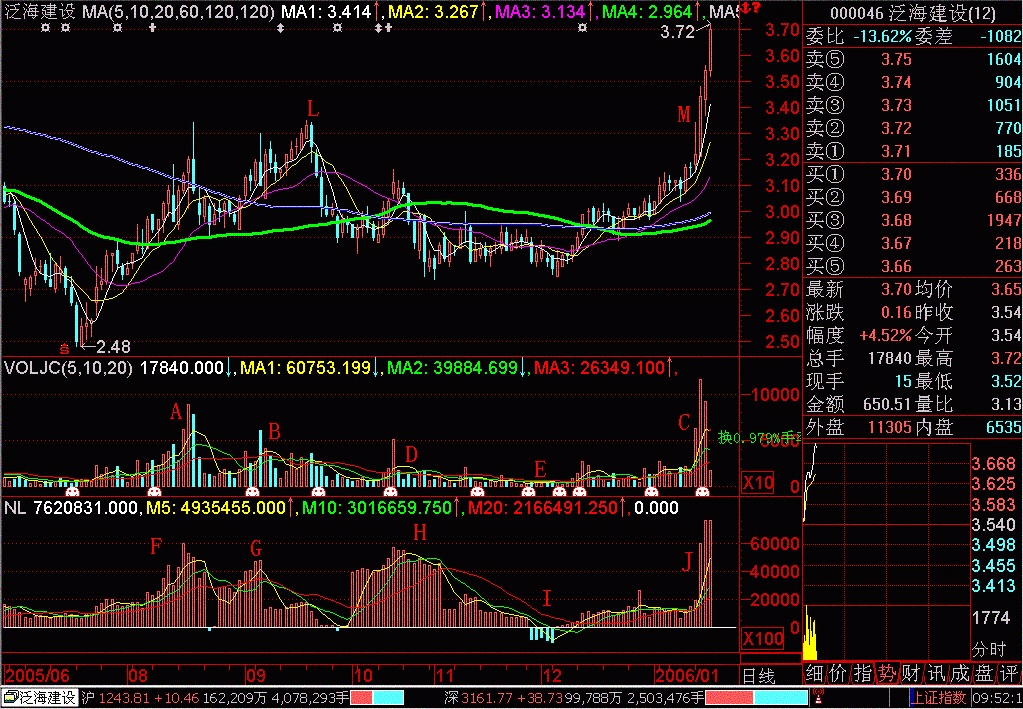 泛海建设 MA(5,10,20,60,120,120) MA1: 3.414↑,MA2: 3.267↑,MA3: 3.134↑,MA4: 2.964↑,MA5
3.72
3.70
3.60
3.50
3.40
3.30
3.20
3.10
3.00
2.90
2.80
2.70
2.60
2.50
L
M
←2.48
VOLJC(5,10,20) 17840.000↓,MA1: 60753.199↓,MA2: 39884.699↓,MA3: 26349.100↑,
10000
X10
0
A
B
C
D
E
NL 7620831.000,M5: 4935455.000↑,M10: 3016659.750↑,M20: 2166491.250↑,0.000
60000
40000
20000
X100
0
F
G
H
I
J
2005/06
08
09
10
11
12
2006/01
日线
000046 泛海建设(12)
委比 -13.62% 委差 -1082
卖⑤ 3.75 1604
卖④ 3.74 904
卖③ 3.73 1051
卖② 3.72 770
卖① 3.71 185
买① 3.70 336
买② 3.69 668
买③ 3.68 1947
买④ 3.67 218
买⑤ 3.66 263
最新 3.70 均价 3.65
涨跌 0.16 昨收 3.54
幅度 +4.52% 今开 3.54
总手 17840 最高 3.72
现手 15 最低 3.52
金额 650.51 量比 3.13
外盘 11305 内盘 6535
3.668
3.625
3.583
3.540
3.498
3.455
3.413
1774
分时
细 价 指 势 财 讯 成 盘 评
泛海建设 沪 1243.81 +10.46 162,209万 4,078,293手 深 3161.77 +38.73 99,788万 2,503,476手 上证指数 09:52:1